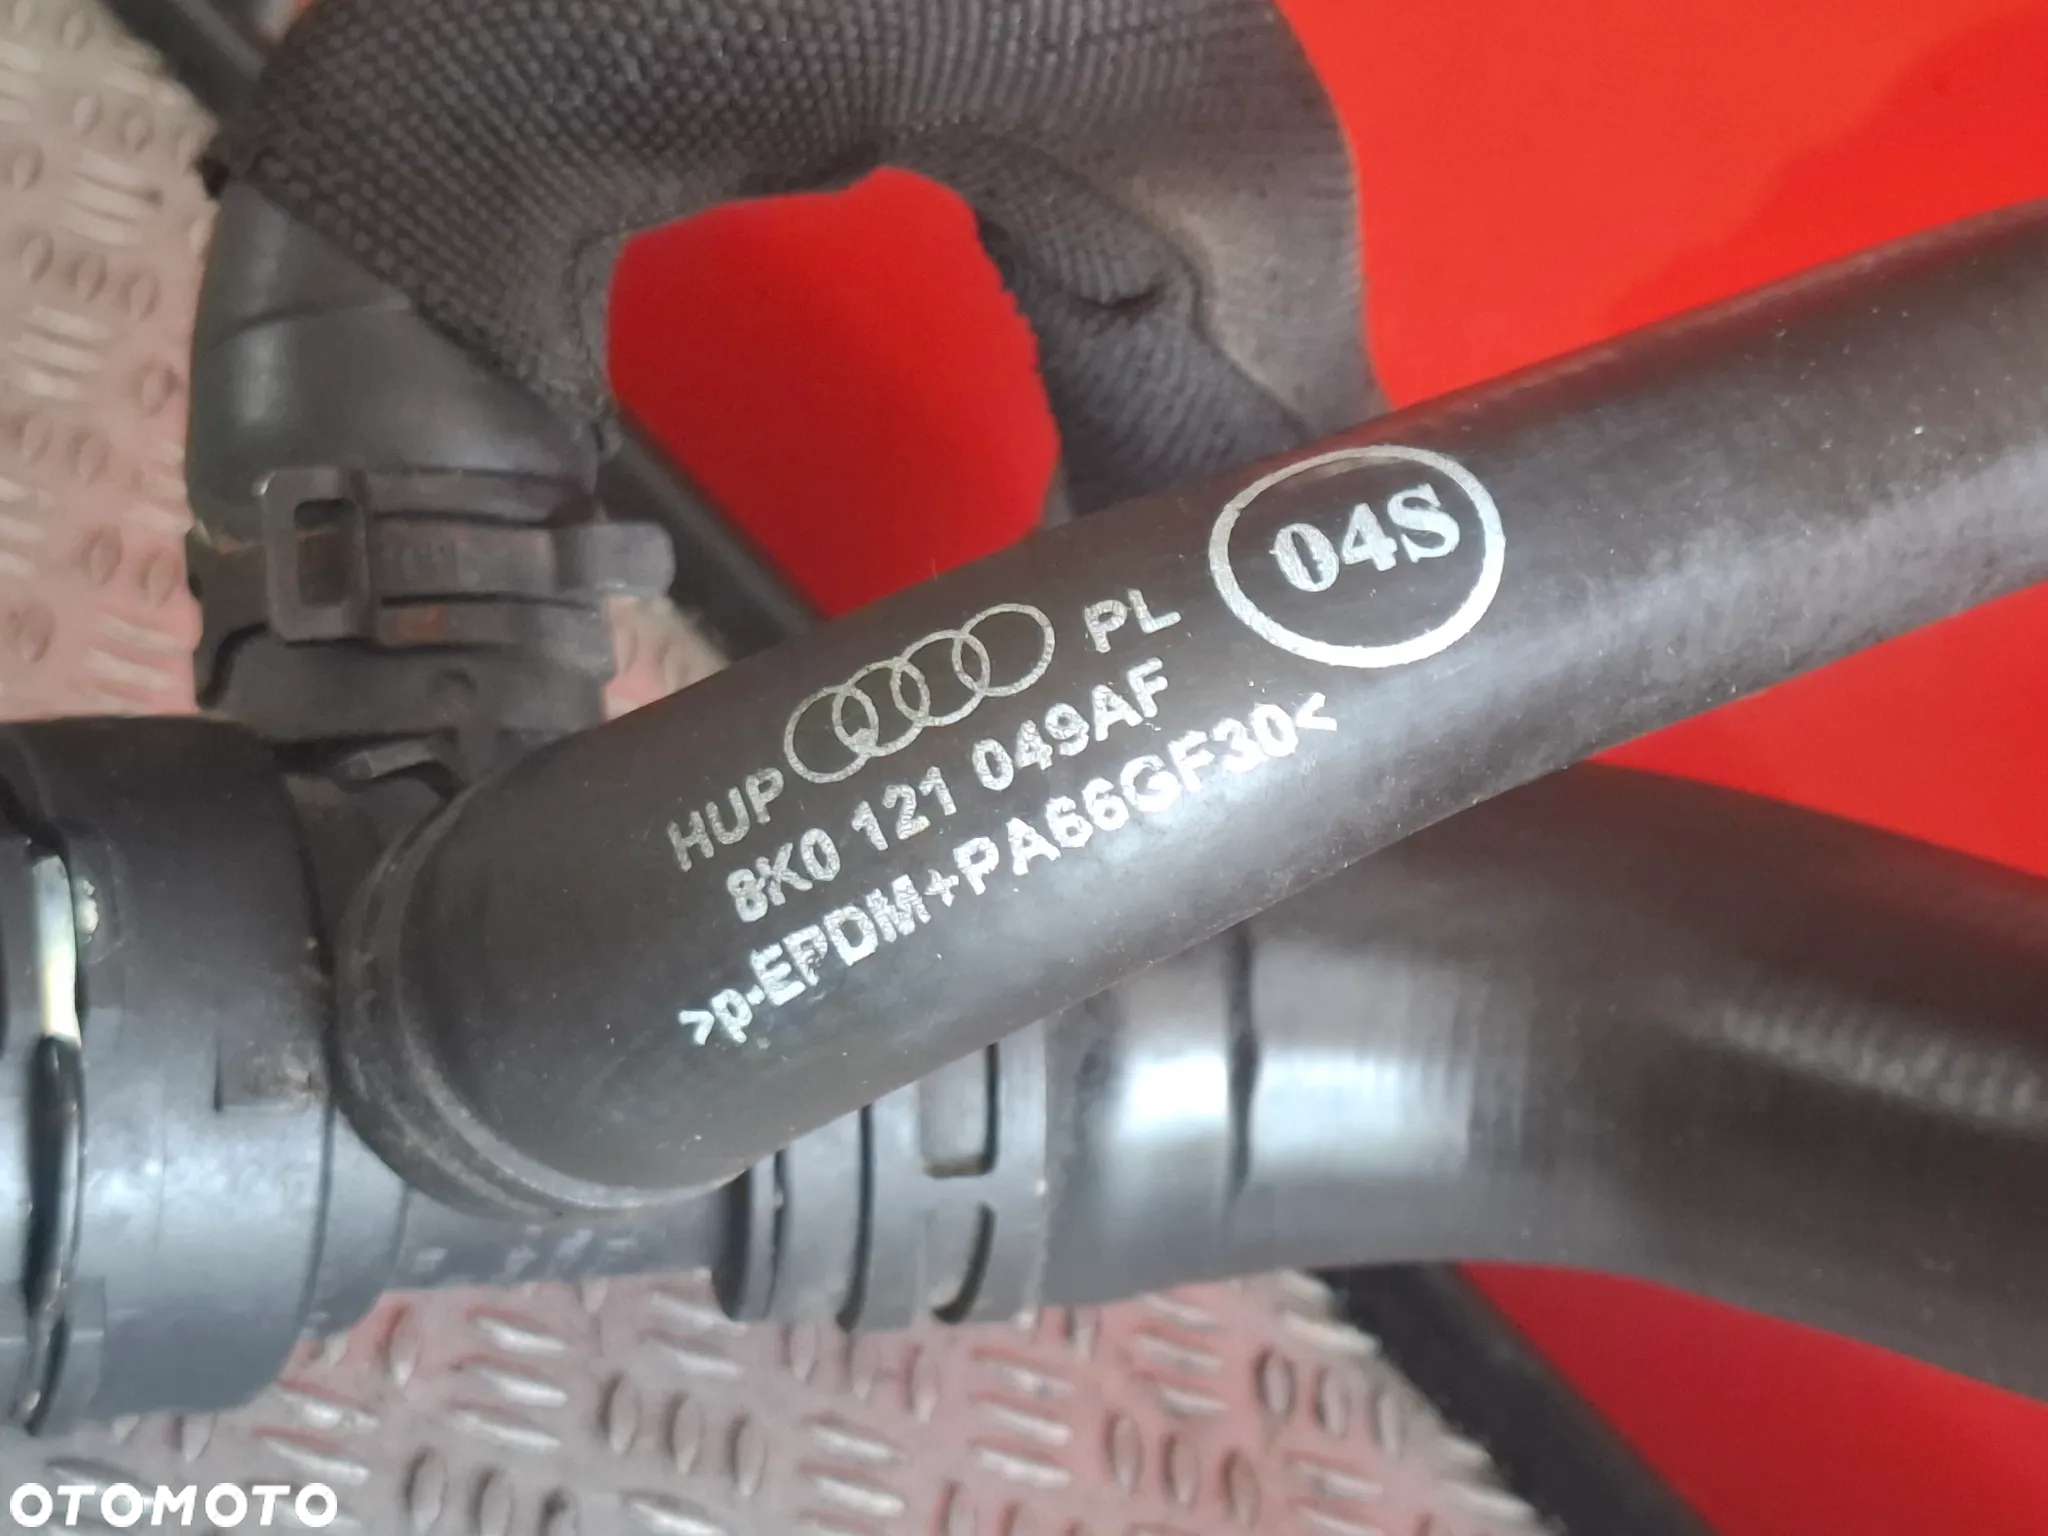 HUP PL 04S
8K0 121 049AF
>p-EPDM+PA66GF30<
OTOMOTO